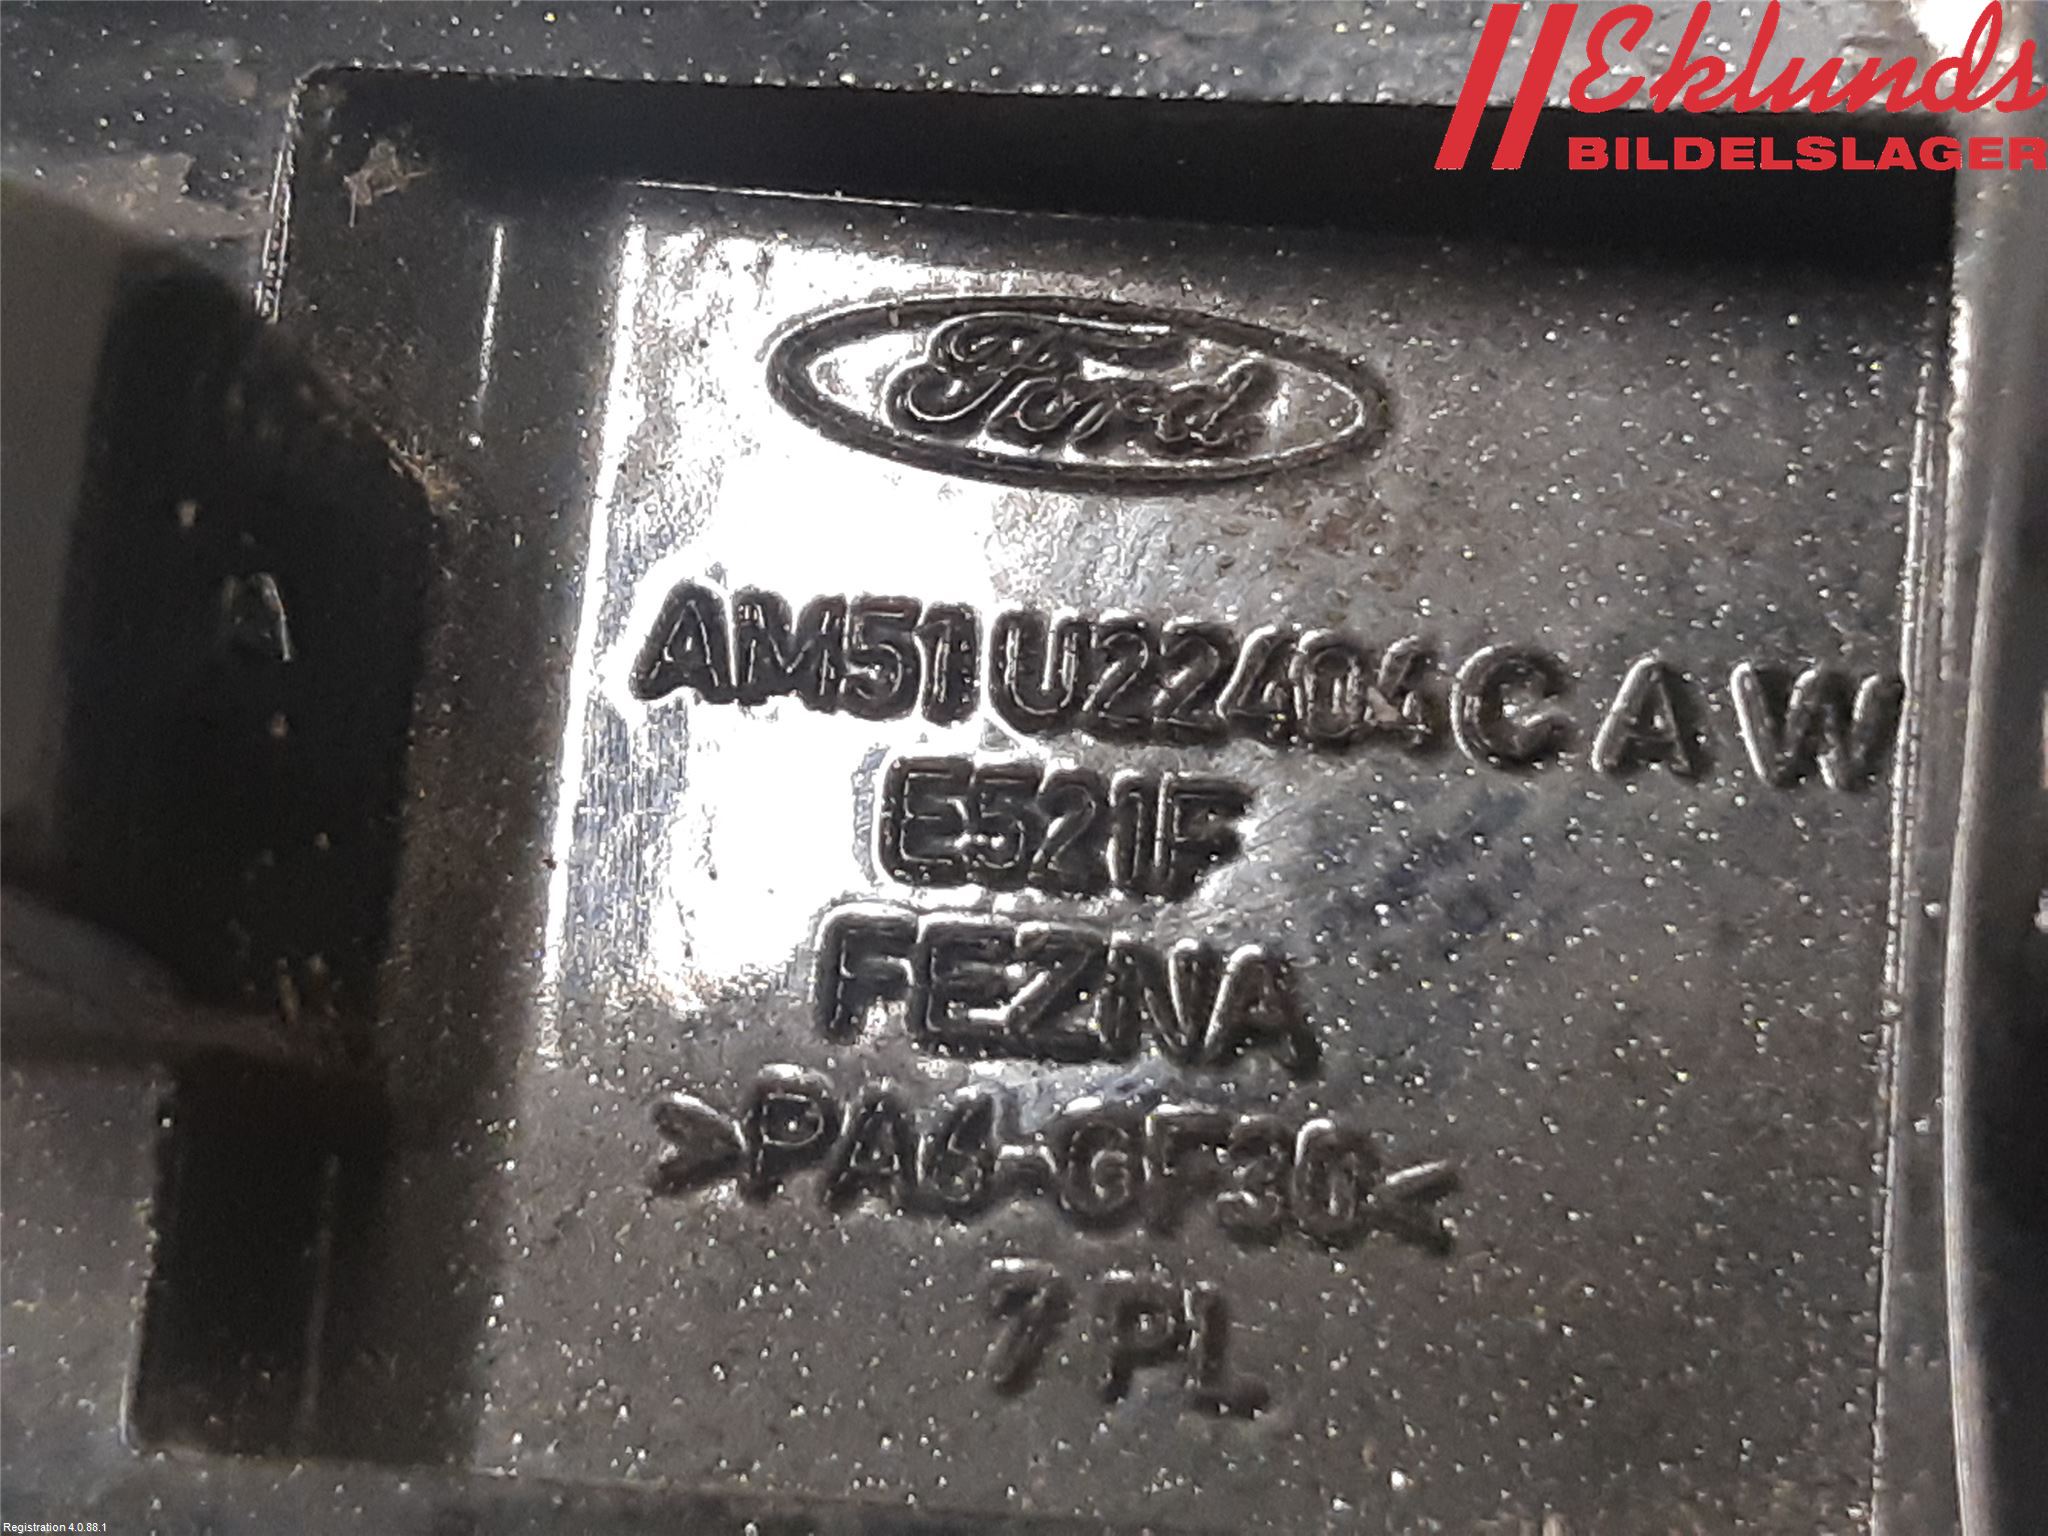 Eklunds
BILDELSLAGER
Ford
AM51U22404CAW
E521F
FEZNA
>PA6-GF30<
7PL
Registration 4.0.88.1